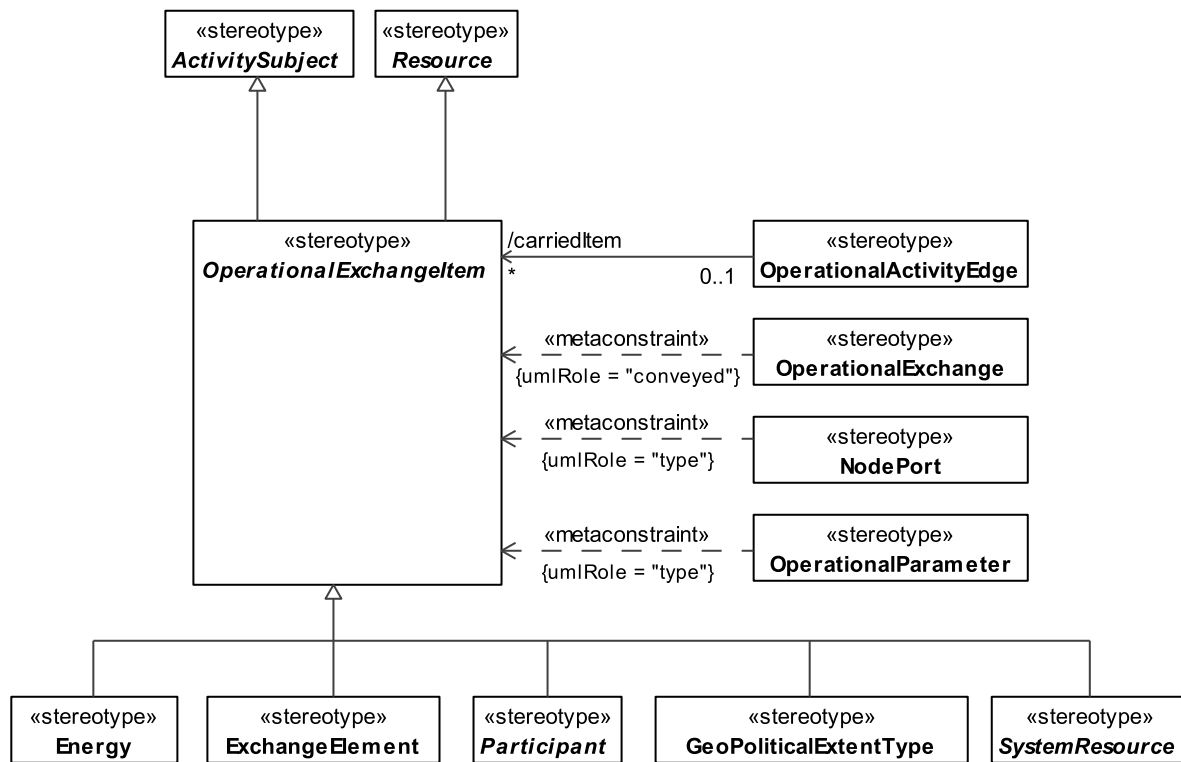 «stereotype»
ActivitySubject
«stereotype»
Resource
«stereotype»
OperationalExchangeItem
/carriedItem
*
0..1
«stereotype»
OperationalActivityEdge
«metaconstraint»
{umlRole = "conveyed"}
«stereotype»
OperationalExchange
«metaconstraint»
{umlRole = "type"}
«stereotype»
NodePort
«metaconstraint»
{umlRole = "type"}
«stereotype»
OperationalParameter
«stereotype»
Energy
«stereotype»
ExchangeElement
«stereotype»
Participant
«stereotype»
GeoPoliticalExtentType
«stereotype»
SystemResource